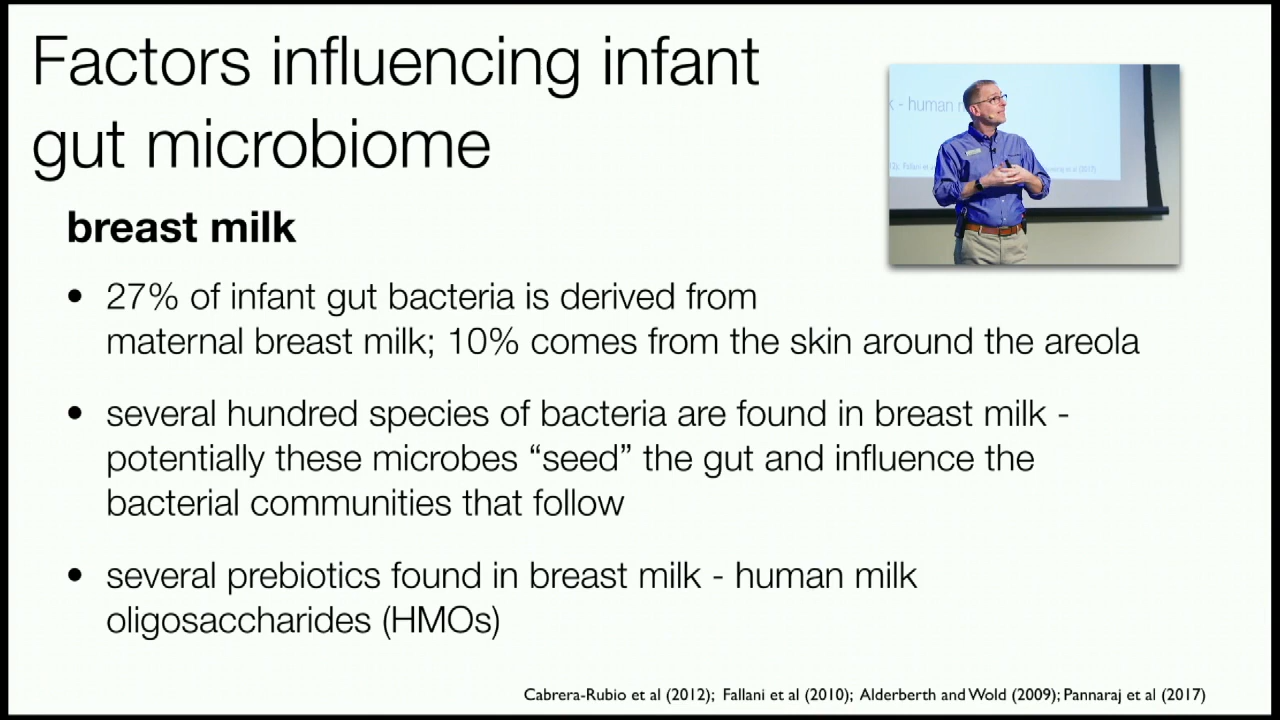 Factors influencing infant
gut microbiome
breast milk
• 27% of infant gut bacteria is derived from
maternal breast milk; 10% comes from the skin around the areola
• several hundred species of bacteria are found in breast milk -
potentially these microbes “seed” the gut and influence the
bacterial communities that follow
• several prebiotics found in breast milk - human milk
oligosaccharides (HMOs)
Cabrera-Rubio et al (2012); Fallani et al (2010); Alderberth and Wold (2009); Pannaraj et al (2017)
- human